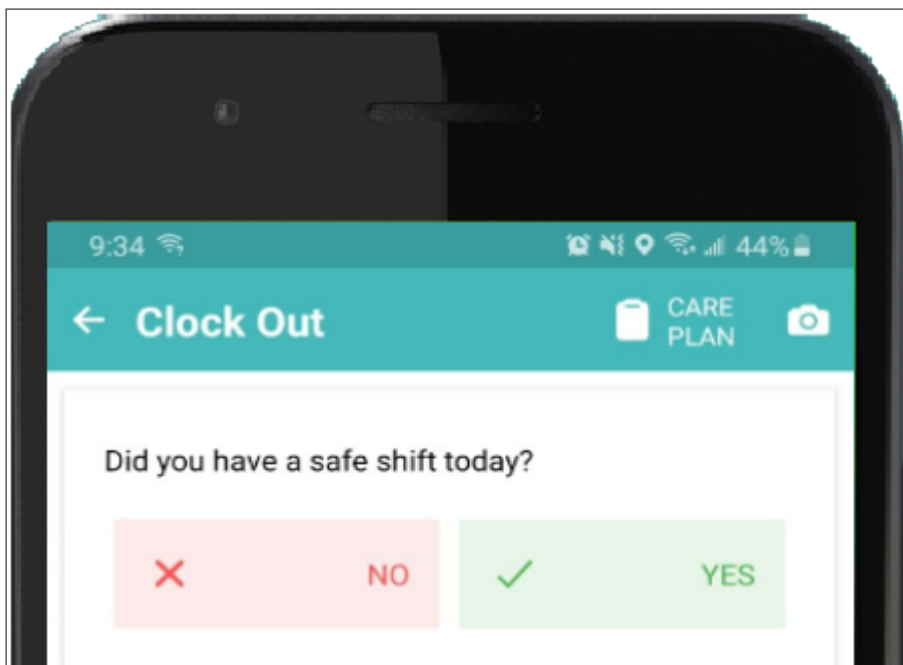 9:34 44%
Clock Out CARE
PLAN
Did you have a safe shift today?
NO YES